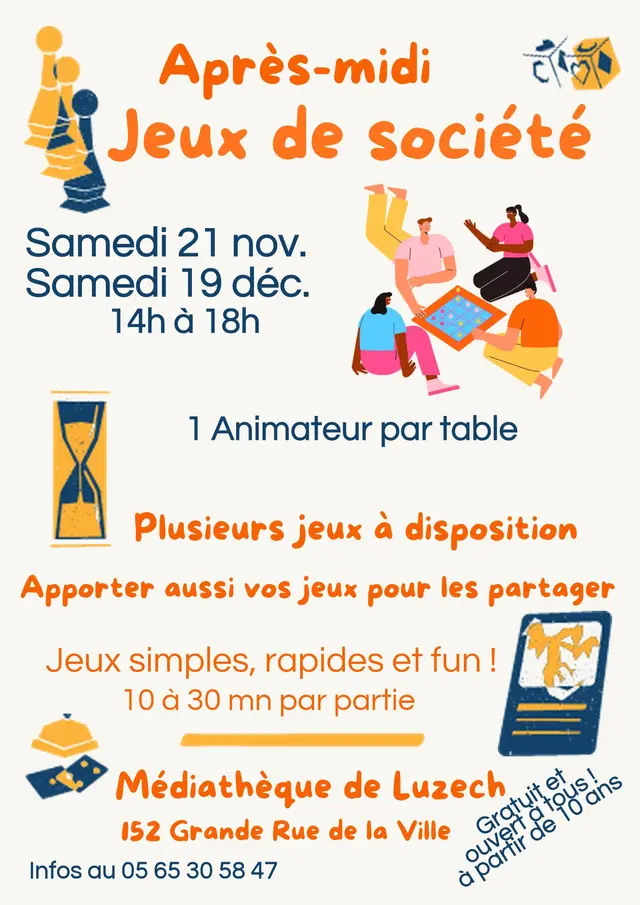 Après-midi
Jeux de société
Samedi 21 nov.
Samedi 19 déc.
14h à 18h
1 Animateur par table
Plusieurs jeux à disposition
Apporter aussi vos jeux pour les partager
Jeux simples, rapides et fun !
10 à 30 mn par partie
Médiathèque de Luzech
152 Grande Rue de la Ville
Gratuit et
ouvert à tous !
à partir de 10 ans
Infos au 05 65 30 58 47